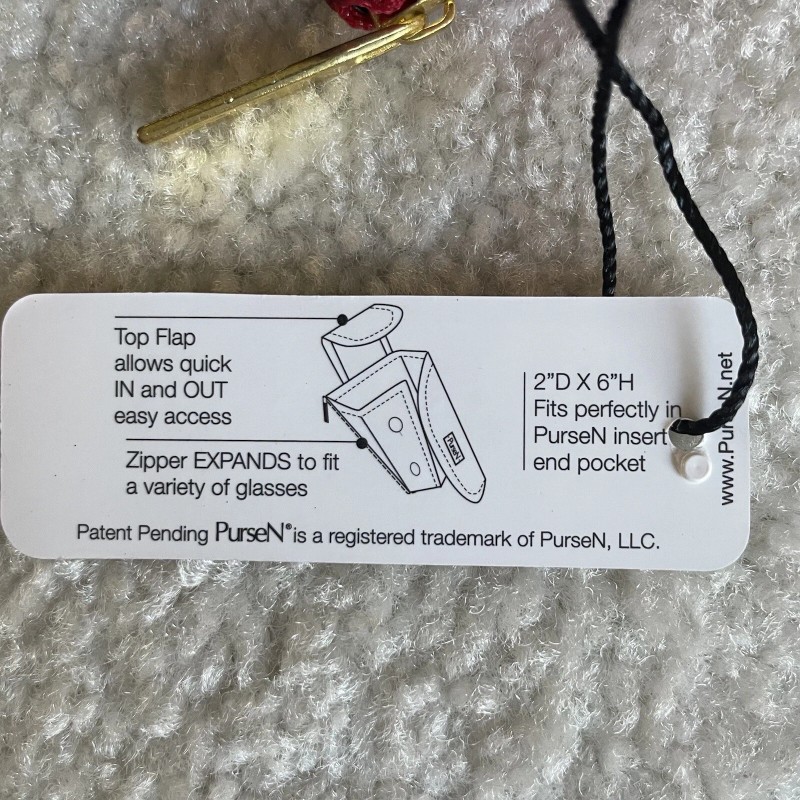 Top Flap
allows quick
IN and OUT
easy access
Zipper EXPANDS to fit
a variety of glasses
PurseN
2”D X 6”H
Fits perfectly in
PurseN insert
end pocket
www.PurseN.net
Patent Pending PurseN® is a registered trademark of PurseN, LLC.